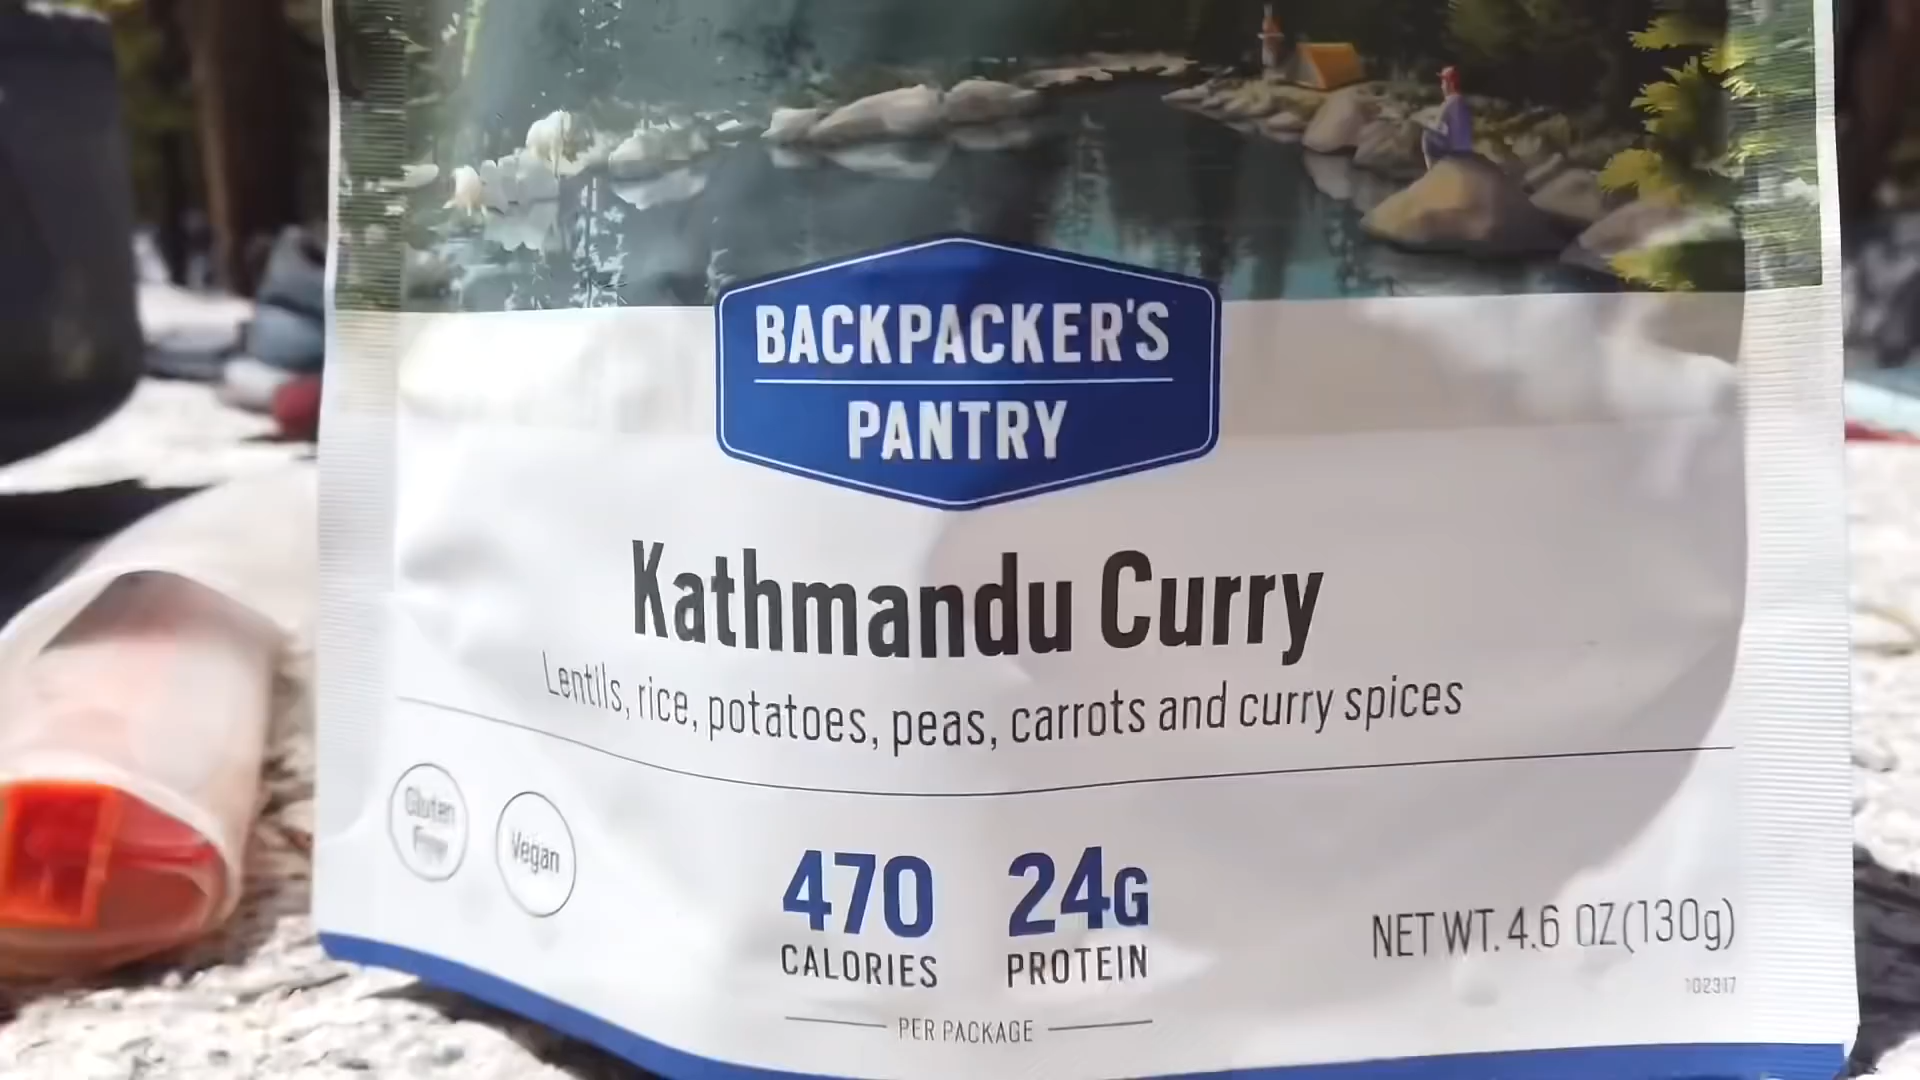 BACKPACKER'S
PANTRY
Kathmandu Curry
Lentils, rice, potatoes, peas, carrots and curry spices
Gluten
Free
Vegan
470
CALORIES
24G
PROTEIN
PER PACKAGE
NET WT. 4.6 OZ (130g)
102317